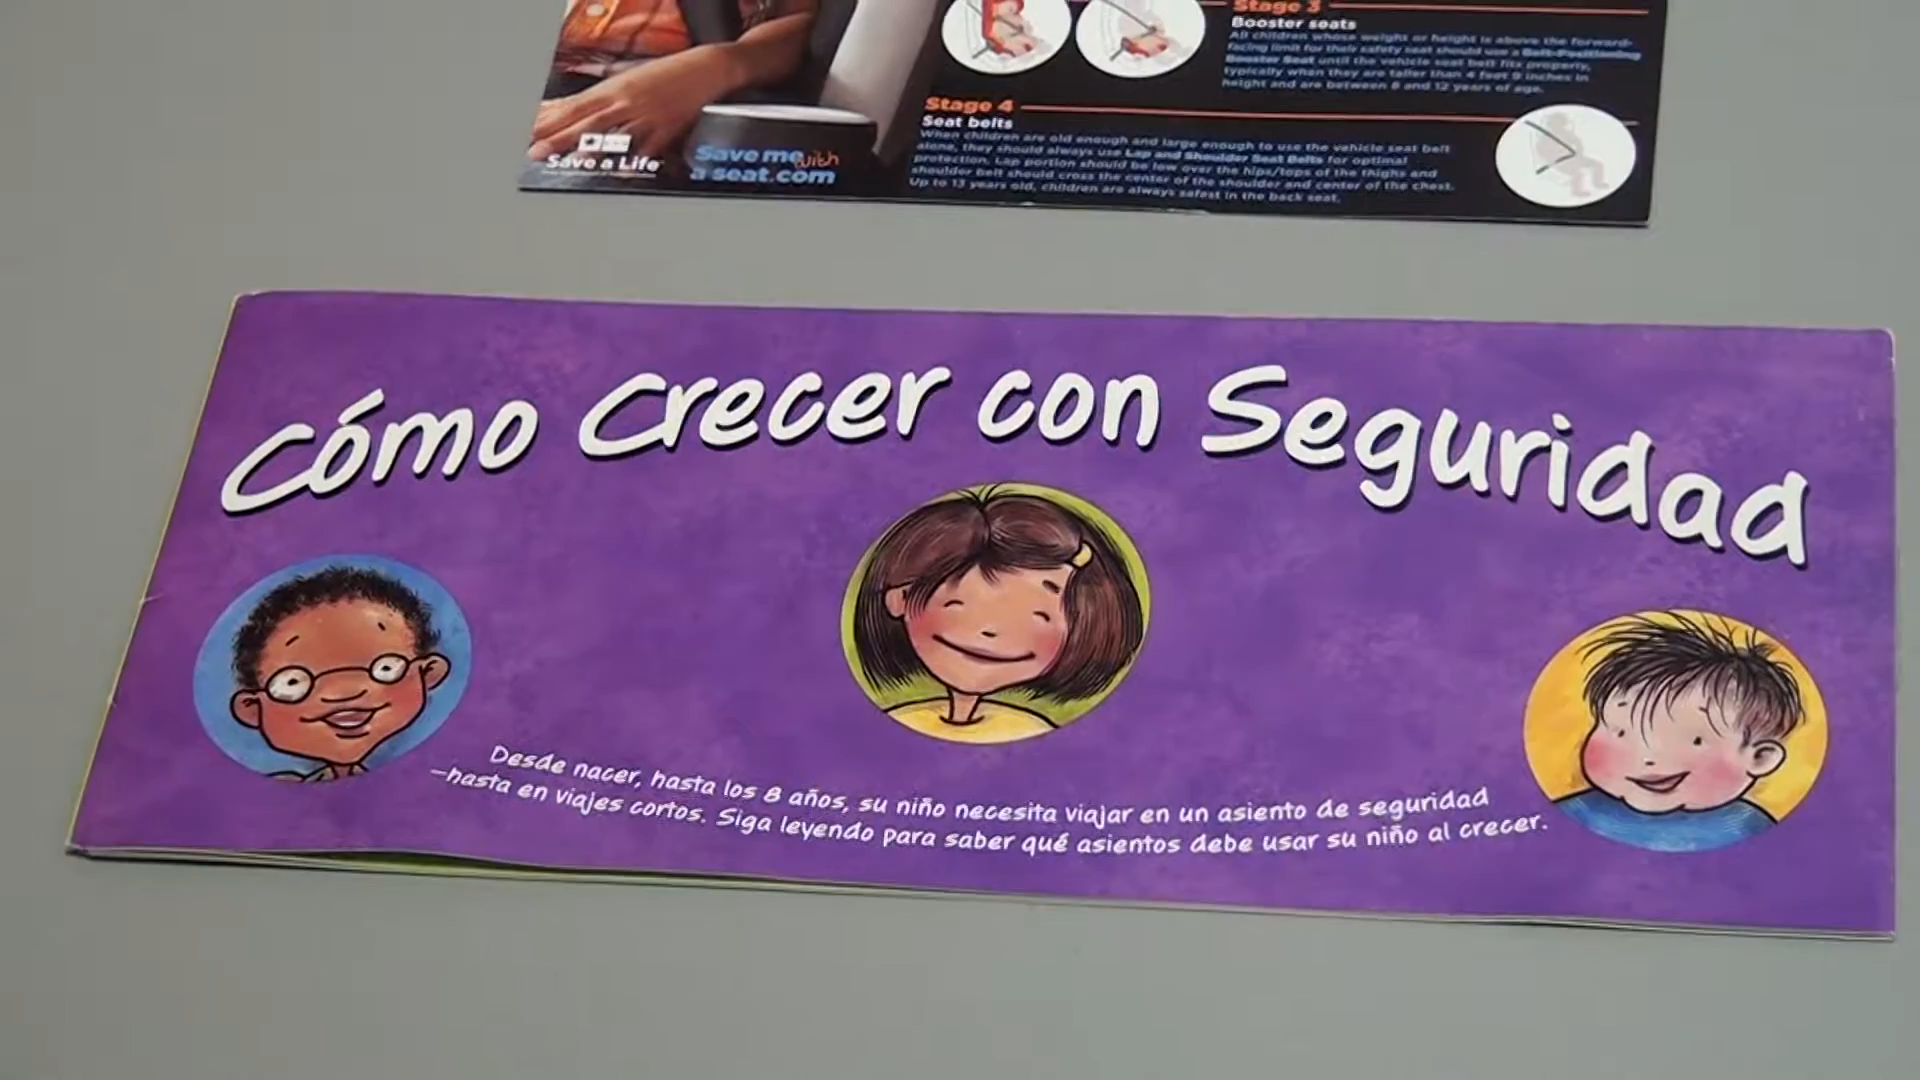 Stage 3
Booster seats
All children whose weight or height is above the forward-
facing limit for their safety seat should use a Belt-Positioning
Booster Seat until the vehicle seat belt fits properly,
typically when they are taller than 4 feet 9 inches in
height and are between 8 and 12 years of age.
Stage 4
Seat belts
When children are old enough and large enough to use the vehicle seat belt
alone, they should always use Lap and Shoulder Seat Belts for optimal
protection. Lap portion should be low over the hips/tops of the thighs and
shoulder belt should cross the center of the shoulder and center of the chest.
Up to 13 years old, children are always safest in the back seat.
Save a Life
Save me with
a seat.com
Cómo Crecer con Seguridad
Desde nacer, hasta los 8 años, su niño necesita viajar en un asiento de seguridad
—hasta en viajes cortos. Siga leyendo para saber qué asientos debe usar su niño al crecer.